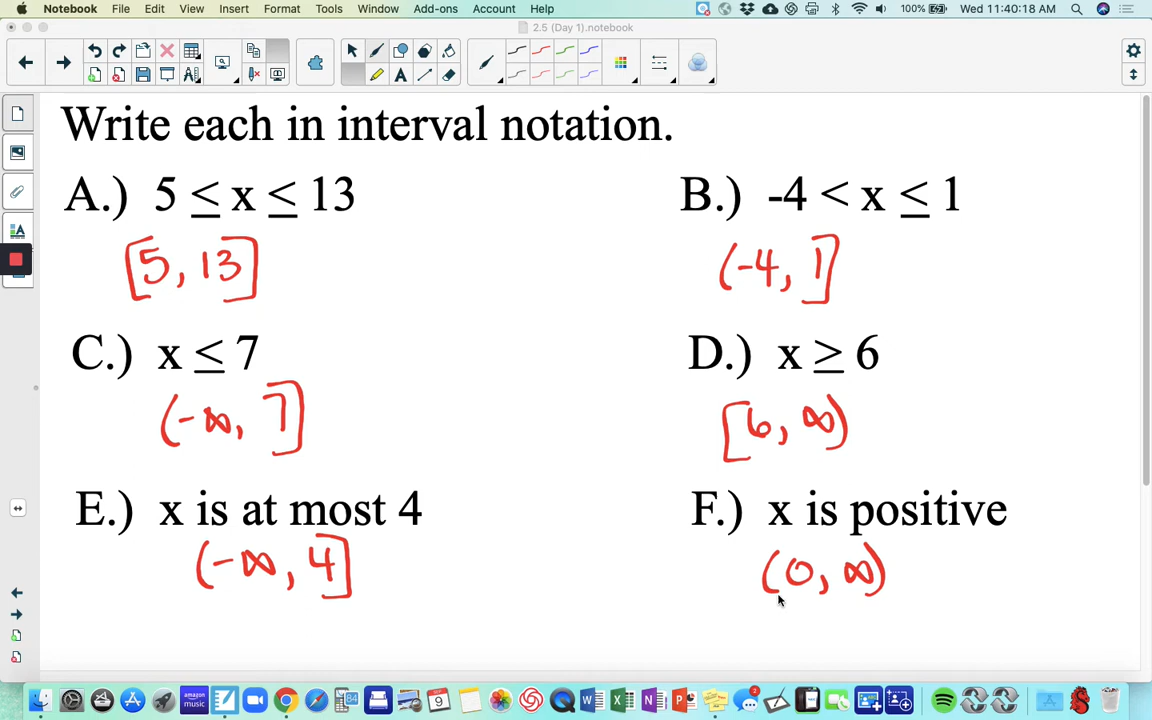 Notebook File Edit View Insert Format Tools Window Add-ons Account Help 100% Wed 11:40:18 AM
2.5 (Day 1).notebook
Write each in interval notation.
A.) 5 ≤ x ≤ 13 B.) -4 < x ≤ 1
[5, 13] (-4, 1]
C.) x ≤ 7 D.) x ≥ 6
(-∞, 7] [6, ∞)
E.) x is at most 4 F.) x is positive
(-∞, 4] (0, ∞)